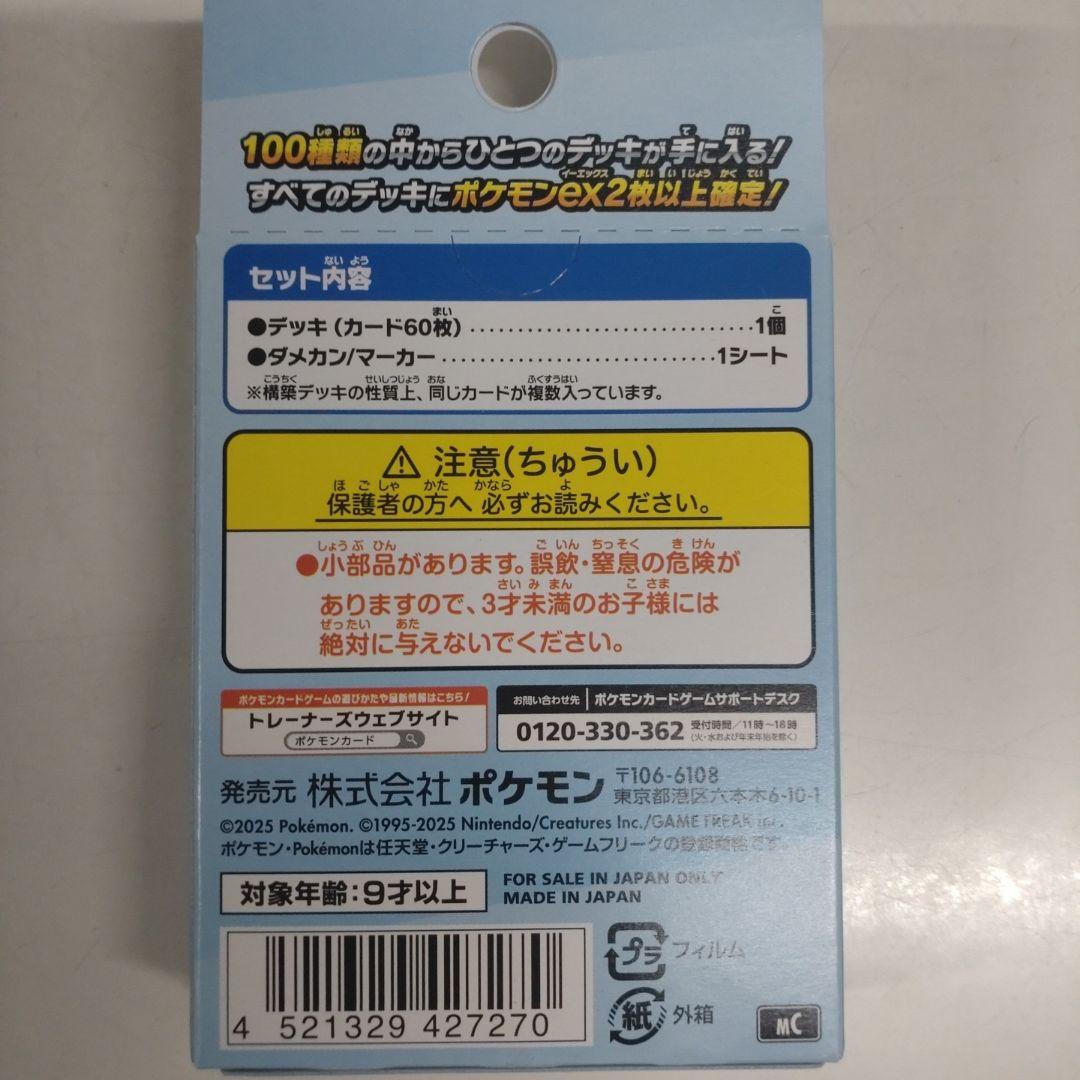 100種類の中からひとつのデッキが手に入る!
すべてのデッキにポケモンex2枚以上確定!
セット内容
●デッキ(カード60枚)..............................1個
●ダメカン/マーカー..............................1シート
※構築デッキの性質上、同じカードが複数入っています。
⚠ 注意(ちゅうい)
保護者の方へ 必ずお読みください。
●小部品があります。誤飲・窒息の危険が
ありますので、3才未満のお子様には
絶対に与えないでください。
ポケモンカードゲームの遊びかたや最新情報はこちら!
トレーナーズウェブサイト
ポケモンカード
お問い合わせ先 | ポケモンカードゲームサポートデスク
0120-330-362 受付時間/11時~18時
(火・水および年末年始を除く)
発売元 株式会社 ポケモン 〒106-6108
東京都港区六本木6-10-1
©2025 Pokémon. ©1995-2025 Nintendo/Creatures Inc./GAME FREAK inc.
ポケモン・Pokémonは任天堂・クリーチャーズ・ゲームフリークの登録商標です。
対象年齢:9才以上
FOR SALE IN JAPAN ONLY
MADE IN JAPAN
プラ フィルム
紙 外箱
MC
4 521329 427270